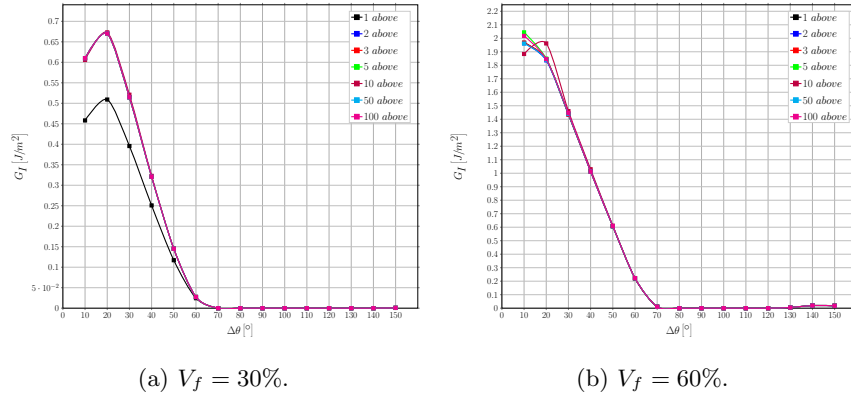 0.7
0.65
0.6
0.55
0.5
0.45
0.4
0.35
0.3
0.25
0.2
0.15
0.1
5 · 10⁻²
0
G_I [J/m²]
0 10 20 30 40 50 60 70 80 90 100 110 120 130 140 150
Δθ [°]
1 above
2 above
3 above
5 above
10 above
50 above
100 above
(a) V_f = 30%.
2.2
2.1
2
1.9
1.8
1.7
1.6
1.5
1.4
1.3
1.2
1.1
1
0.9
0.8
0.7
0.6
0.5
0.4
0.3
0.2
0.1
0
G_I [J/m²]
0 10 20 30 40 50 60 70 80 90 100 110 120 130 140 150
Δθ [°]
1 above
2 above
3 above
5 above
10 above
50 above
100 above
(b) V_f = 60%.